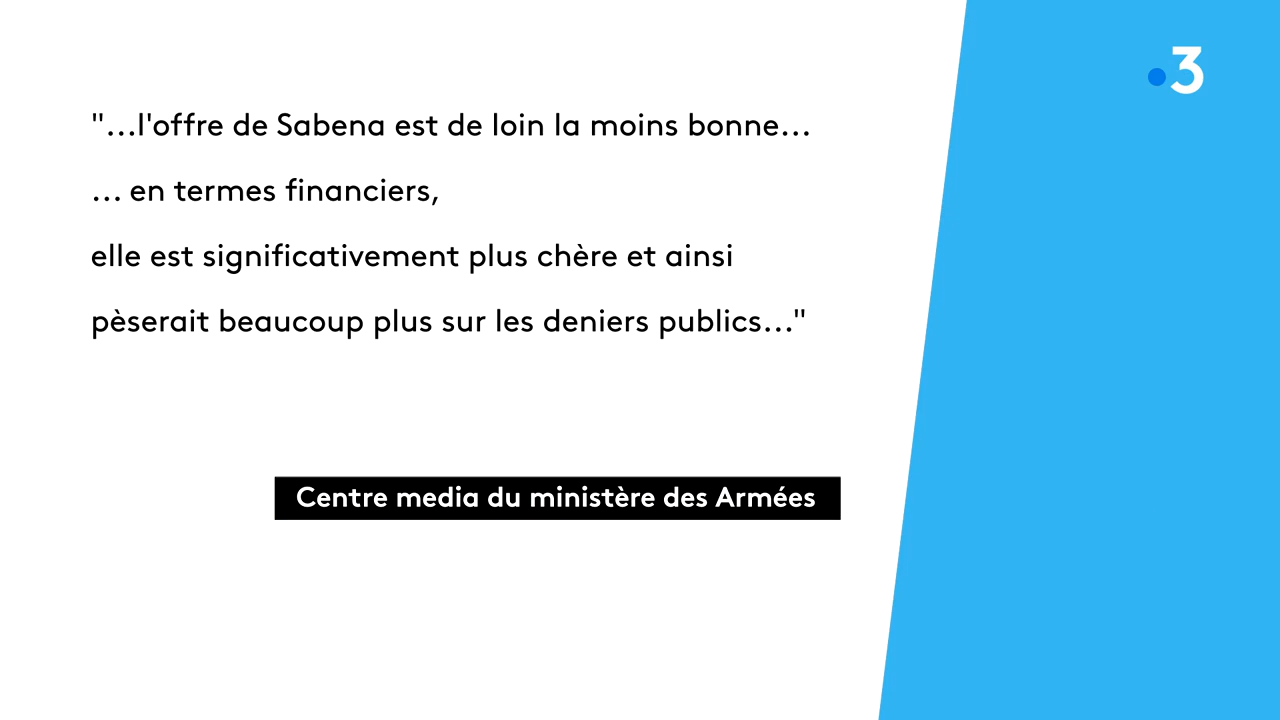 "...l'offre de Sabena est de loin la moins bonne...
... en termes financiers,
elle est significativement plus chère et ainsi
pèserait beaucoup plus sur les deniers publics..."
Centre media du ministère des Armées
3